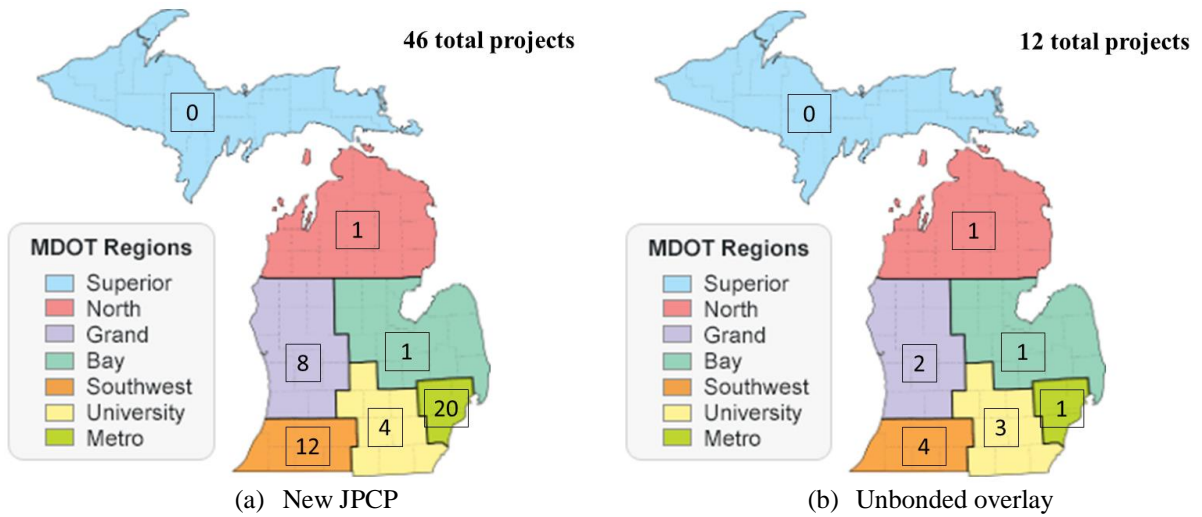 46 total projects
0
1
MDOT Regions
Superior
North
Grand
Bay
Southwest
University
Metro
1
8
20
4
12
(a) New JPCP
12 total projects
0
1
MDOT Regions
Superior
North
Grand
Bay
Southwest
University
Metro
1
2
1
3
4
(b) Unbonded overlay